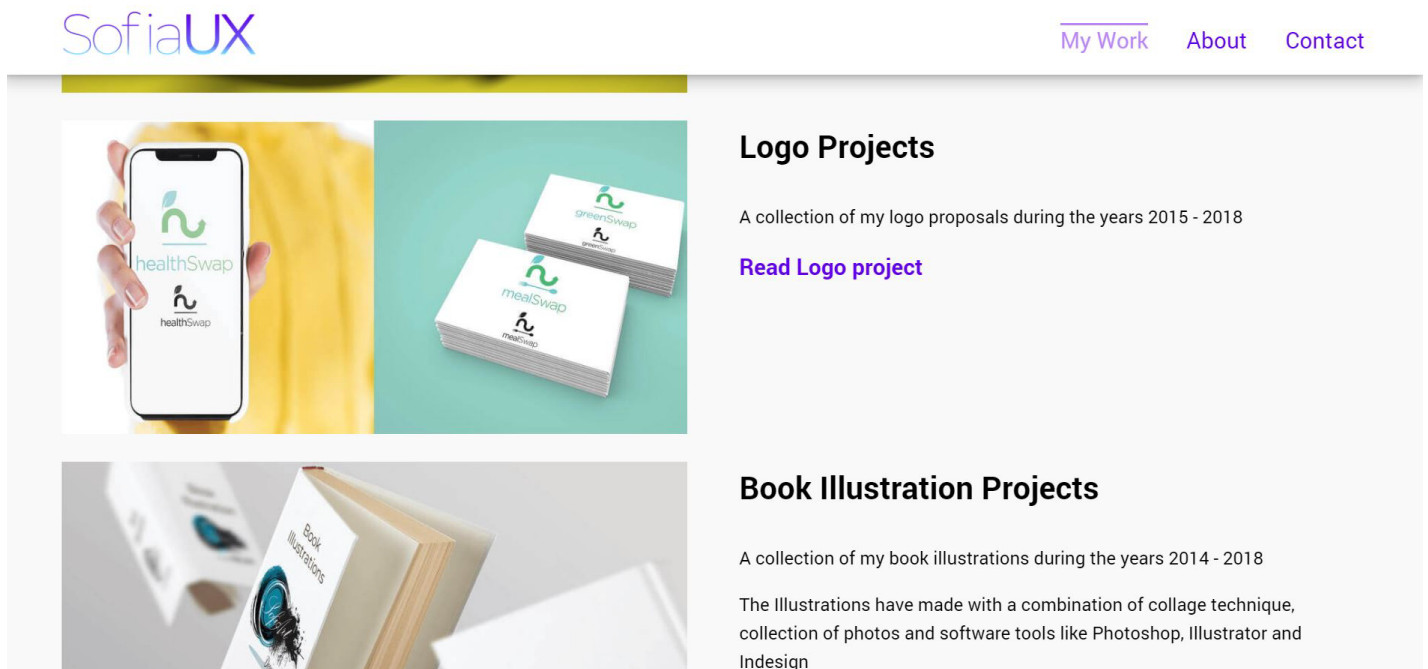 SofiaUX
My Work About Contact
healthSwap
healthSwap
greenSwap
greenSwap
mealSwap
mealSwap
Logo Projects
A collection of my logo proposals during the years 2015 - 2018
Read Logo project
Book
Illustrations
Book Illustration Projects
A collection of my book illustrations during the years 2014 - 2018
The Illustrations have made with a combination of collage technique,
collection of photos and software tools like Photoshop, Illustrator and
Indesign